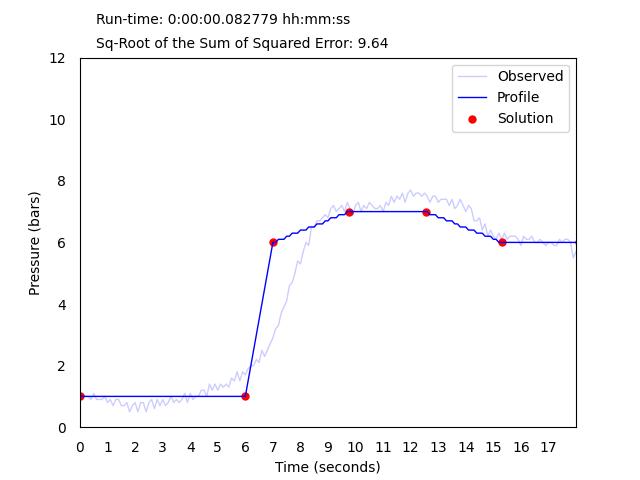 Run-time: 0:00:00.082779 hh:mm:ss
Sq-Root of the Sum of Squared Error: 9.64
12
10
8
6
4
2
0
Pressure (bars)
Observed
Profile
Solution
0 1 2 3 4 5 6 7 8 9 10 11 12 13 14 15 16 17
Time (seconds)